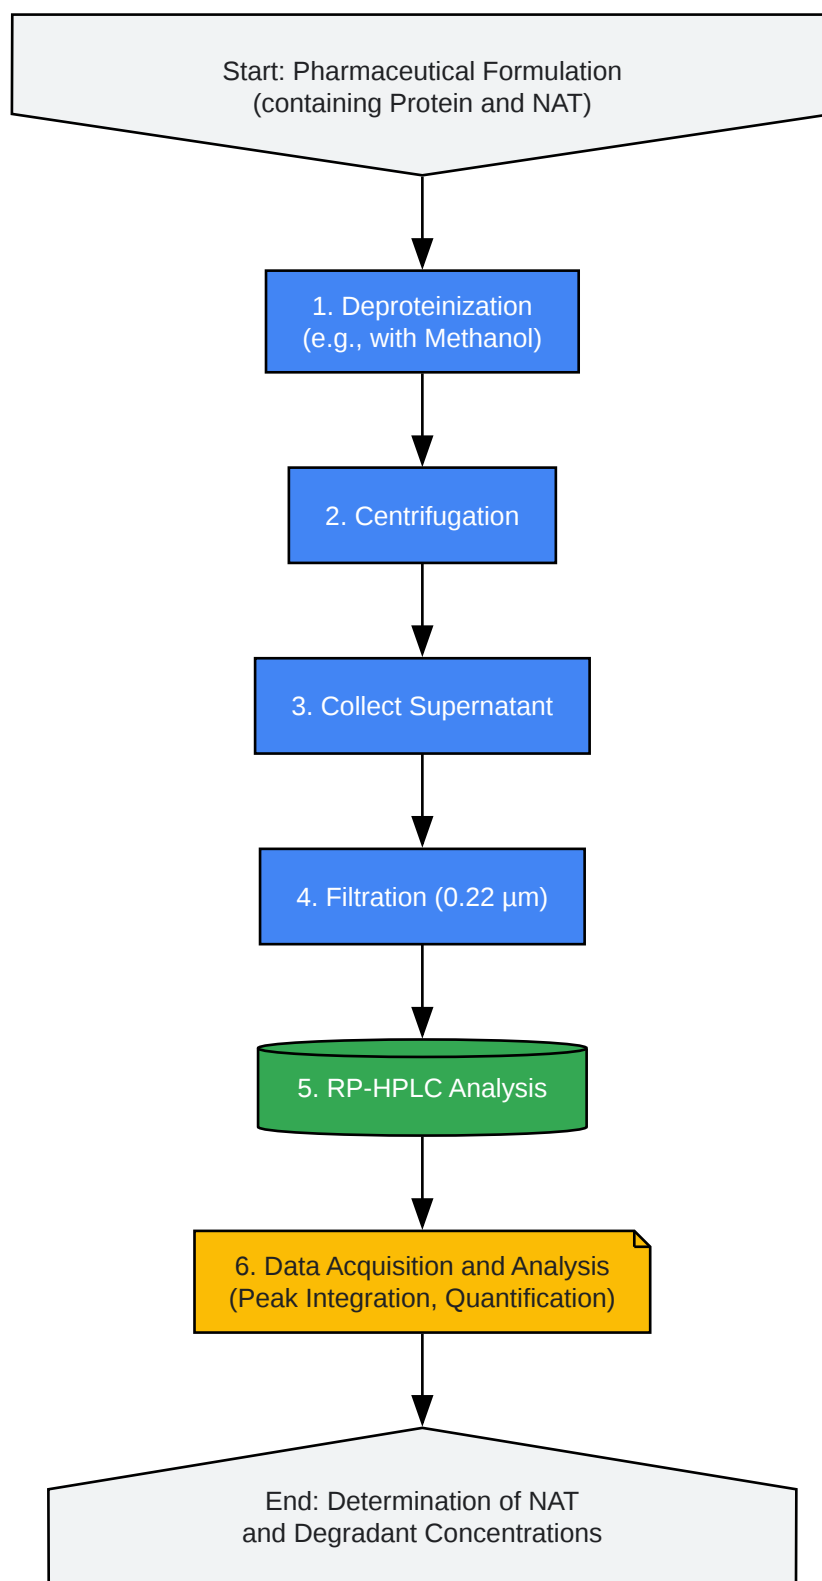 Start: Pharmaceutical Formulation
(containing Protein and NAT)
1. Deproteinization
(e.g., with Methanol)
2. Centrifugation
3. Collect Supernatant
4. Filtration (0.22 µm)
5. RP-HPLC Analysis
6. Data Acquisition and Analysis
(Peak Integration, Quantification)
End: Determination of NAT
and Degradant Concentrations